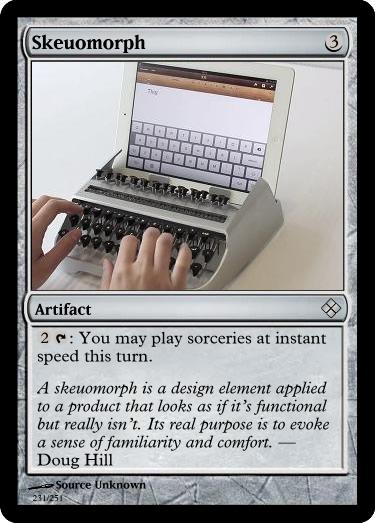 Skeuomorph 3
Artifact
2 : You may play sorceries at instant
speed this turn.
A skeuomorph is a design element applied
to a product that looks as if it's functional
but really isn't. Its real purpose is to evoke
a sense of familiarity and comfort. —
Doug Hill
Source Unknown
231/251